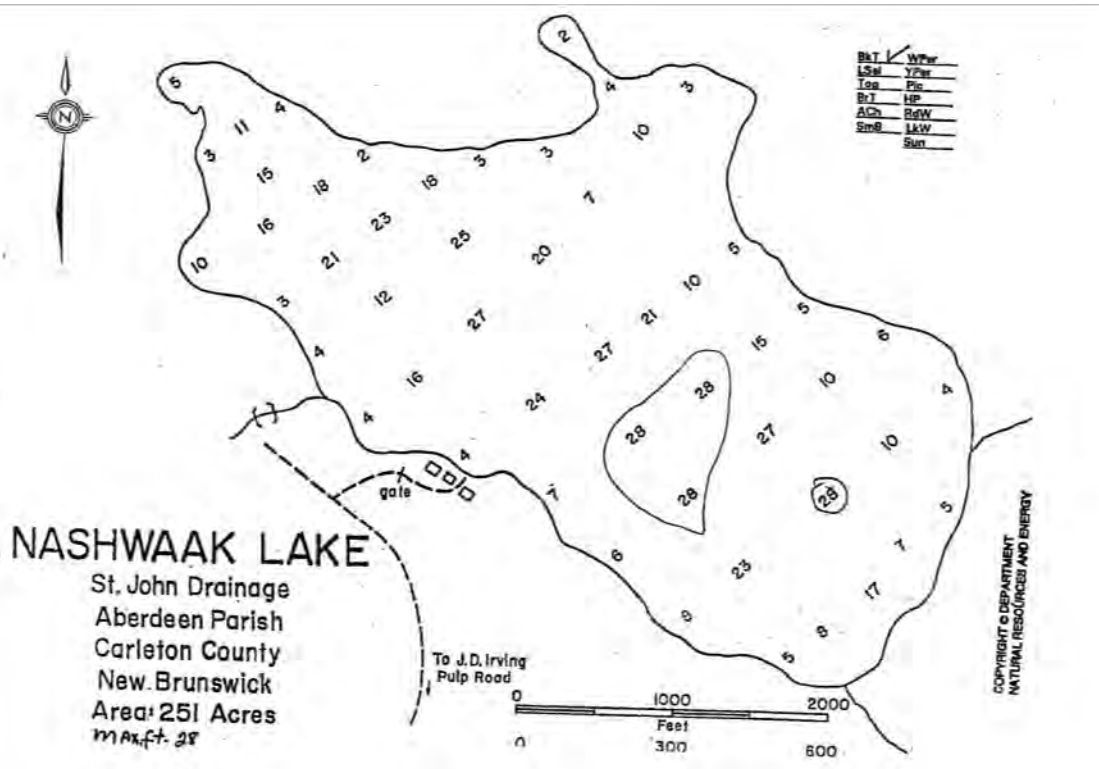 N
BkT ✓ WPer
LSal YPer
Tog Pic
BrT HP
ACh RdW
SmB LkW
Sun
2
5 4 4 3
11 10
3 2 3 3
15 18 18 7
16 23 25 20 5
10 21 10
3 12 27 21 5 6
4 27 15
16 24 28 10 4
4 28 27 10
4 28 28 5
7
6 23 7
17
8 8
5
gate
NASHWAAK LAKE
St. John Drainage
Aberdeen Parish
Carleton County
New Brunswick
Area: 251 Acres
max. ft. 28
To J.D. Irving
Pulp Road
0 1000 2000
Feet
0 300 600
COPYRIGHT © DEPARTMENT
NATURAL RESOURCES AND ENERGY